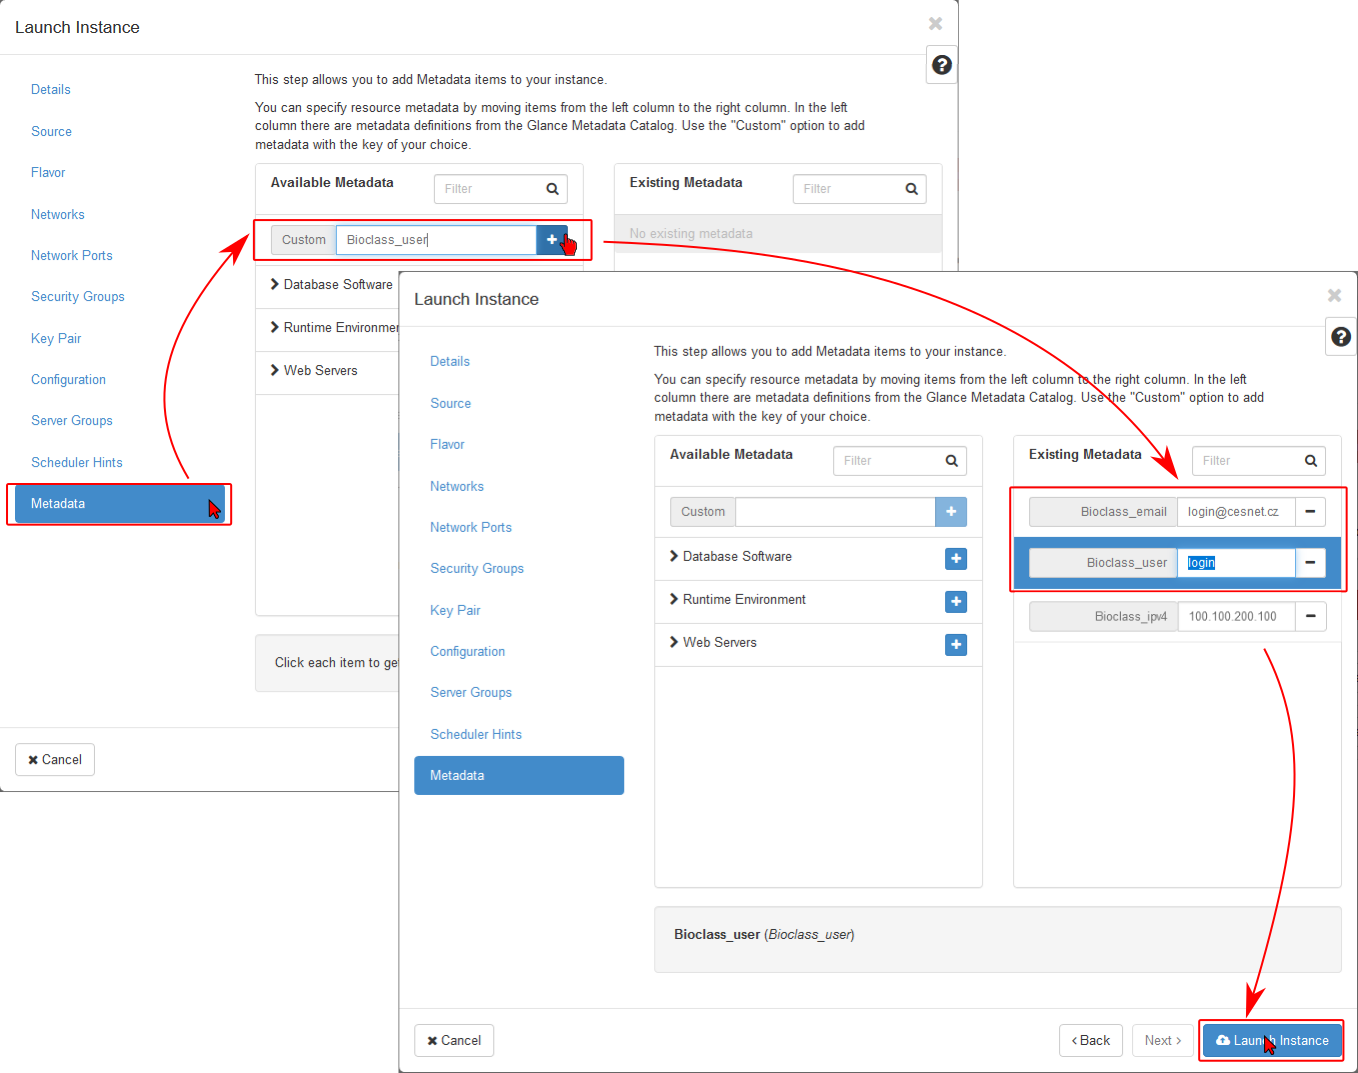 Launch Instance
This step allows you to add Metadata items to your instance.
You can specify resource metadata by moving items from the left column to the right column. In the left
column there are metadata definitions from the Glance Metadata Catalog. Use the "Custom" option to add
metadata with the key of your choice.
Details
Source
Flavor
Networks
Network Ports
Security Groups
Key Pair
Configuration
Server Groups
Scheduler Hints
Metadata
Available Metadata
Filter
Custom
Bioclass_user
Database Software
Runtime Environmer
Web Servers
Existing Metadata
Filter
No existing metadata
Click each item to ge
Cancel
Launch Instance
This step allows you to add Metadata items to your instance.
You can specify resource metadata by moving items from the left column to the right column. In the left
column there are metadata definitions from the Glance Metadata Catalog. Use the "Custom" option to add
metadata with the key of your choice.
Details
Source
Flavor
Networks
Network Ports
Security Groups
Key Pair
Configuration
Server Groups
Scheduler Hints
Metadata
Available Metadata
Filter
Custom
Database Software
Runtime Environment
Web Servers
Existing Metadata
Filter
Bioclass_email login@cesnet.cz
Bioclass_user login
Bioclass_ipv4 100.100.200.100
Bioclass_user (Bioclass_user)
Cancel
Back
Next
Launch Instance